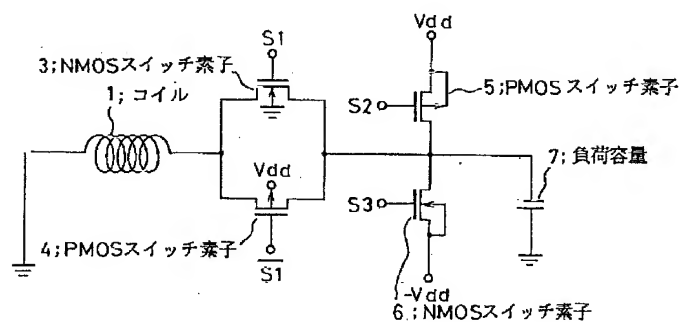 Vdd
S1
3;NMOSスイッチ素子
1;コイル
5;PMOSスイッチ素子
S2
7;負荷容量
Vdd
S3
4;PMOSスイッチ素子
S1
-Vdd
6;NMOSスイッチ素子